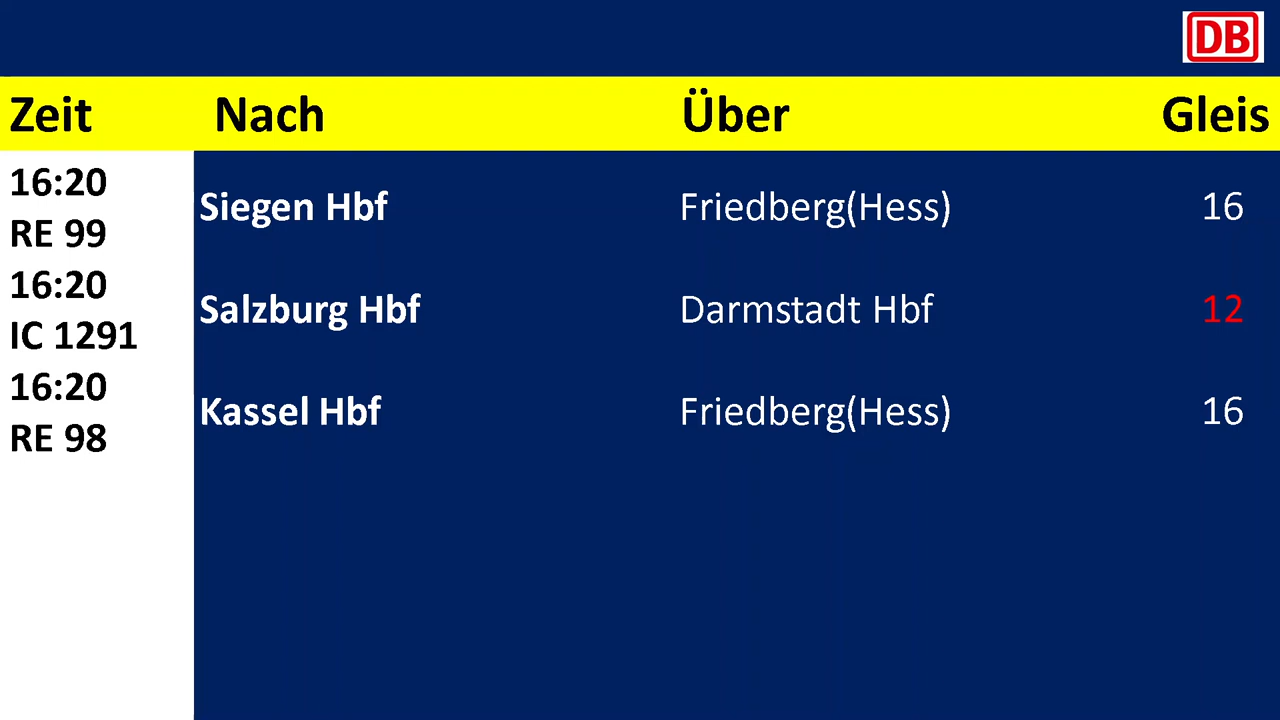 DB
Zeit Nach Über Gleis
16:20
RE 99
Siegen Hbf Friedberg(Hess) 16
16:20
IC 1291
Salzburg Hbf Darmstadt Hbf 12
16:20
RE 98
Kassel Hbf Friedberg(Hess) 16